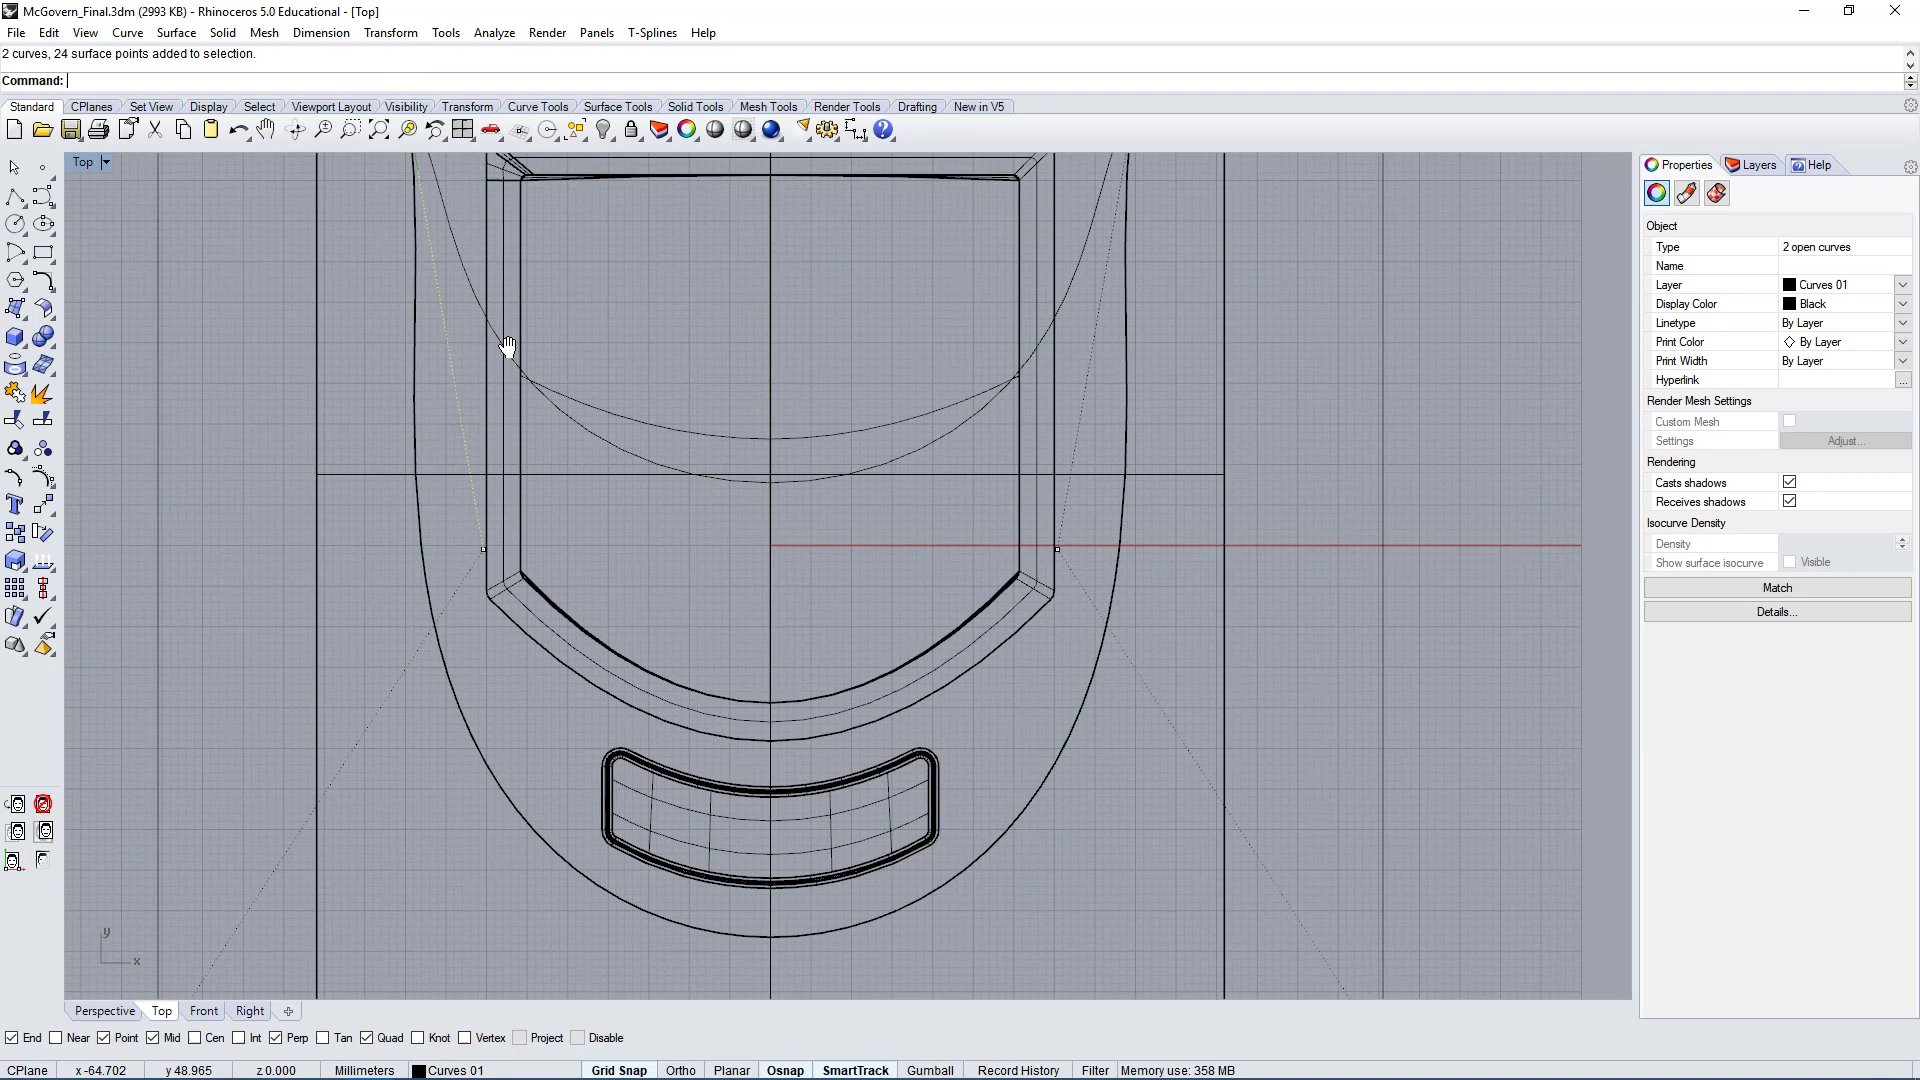 McGovern_Final.3dm (2993 KB) - Rhinoceros 5.0 Educational - [Top]
File Edit View Curve Surface Solid Mesh Dimension Transform Tools Analyze Render Panels T-Splines Help
2 curves, 24 surface points added to selection.
Command:
Standard CPlanes Set View Display Select Viewport Layout Visibility Transform Curve Tools Surface Tools Solid Tools Mesh Tools Render Tools Drafting New in V5
Top
Properties Layers Help
Object
Type 2 open curves
Name
Layer Curves 01
Display Color Black
Linetype By Layer
Print Color By Layer
Print Width By Layer
Hyperlink ...
Render Mesh Settings
Custom Mesh
Settings Adjust...
Rendering
Casts shadows
Receives shadows
Isocurve Density
Density
Show surface isocurve Visible
Match
Details...
y
x
Perspective Top Front Right
End Near Point Mid Cen Int Perp Tan Quad Knot Vertex Project Disable
CPlane x -64.702 y 48.965 z 0.000 Millimeters Curves 01 Grid Snap Ortho Planar Osnap SmartTrack Gumball Record History Filter Memory use: 358 MB